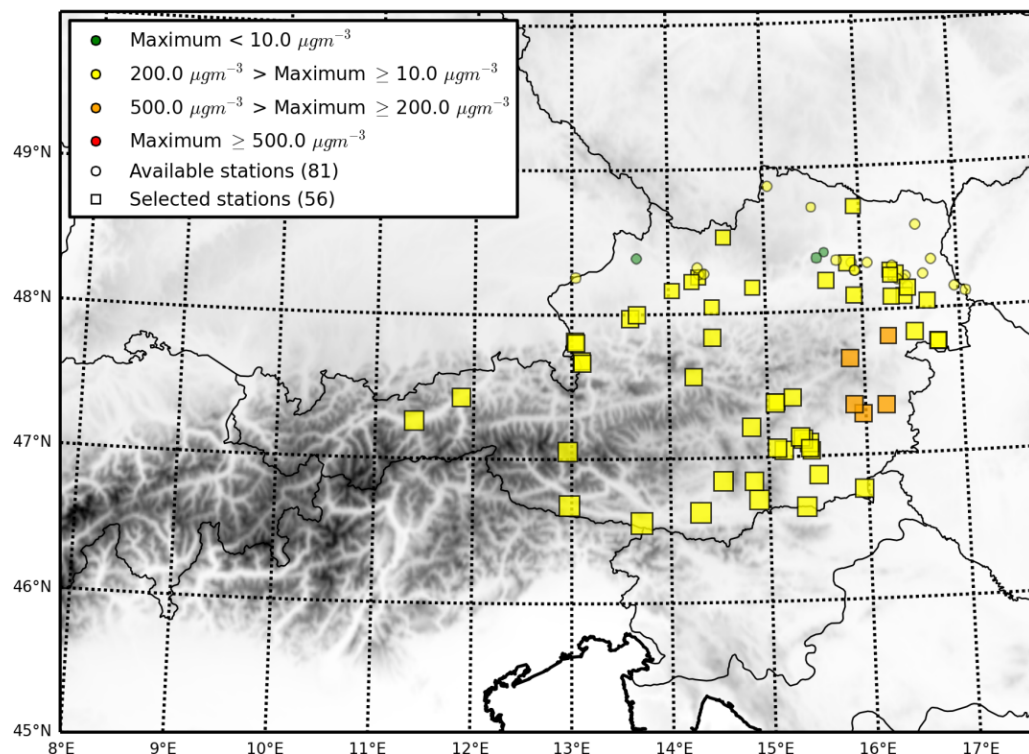 Maximum < 10.0 μgm⁻³
200.0 μgm⁻³ > Maximum ≥ 10.0 μgm⁻³
500.0 μgm⁻³ > Maximum ≥ 200.0 μgm⁻³
Maximum ≥ 500.0 μgm⁻³
Available stations (81)
Selected stations (56)
49°N
48°N
47°N
46°N
45°N
8°E 9°E 10°E 11°E 12°E 13°E 14°E 15°E 16°E 17°E